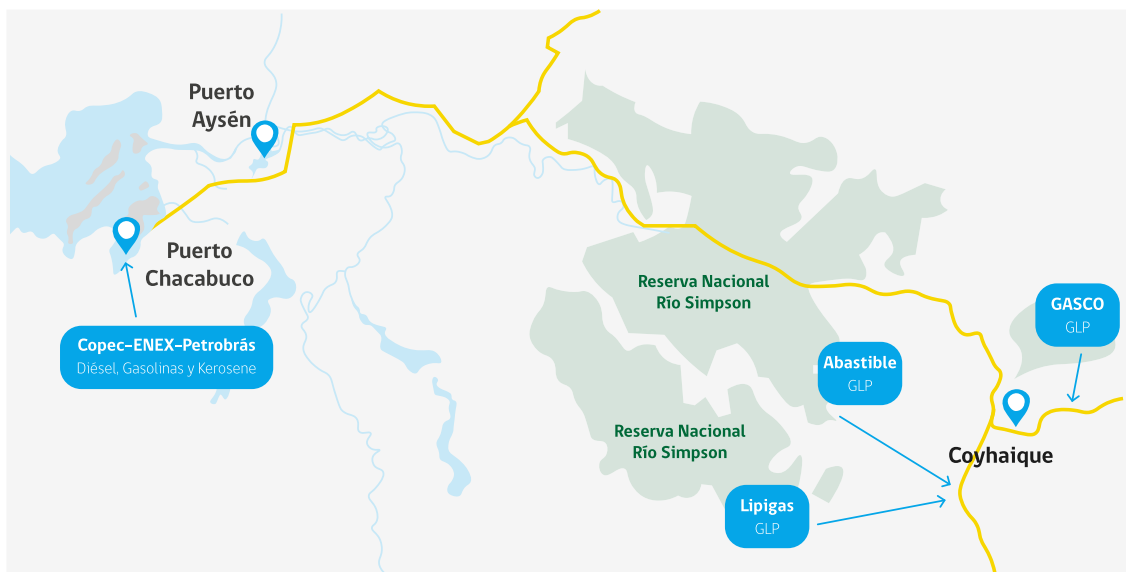 Puerto
Aysén
Puerto
Chacabuco
Copec-ENEX-Petrobrás
Diésel, Gasolinas y Kerosene
Reserva Nacional
Río Simpson
GASCO
GLP
Abastible
GLP
Reserva Nacional
Río Simpson
Coyhaique
Lipigas
GLP